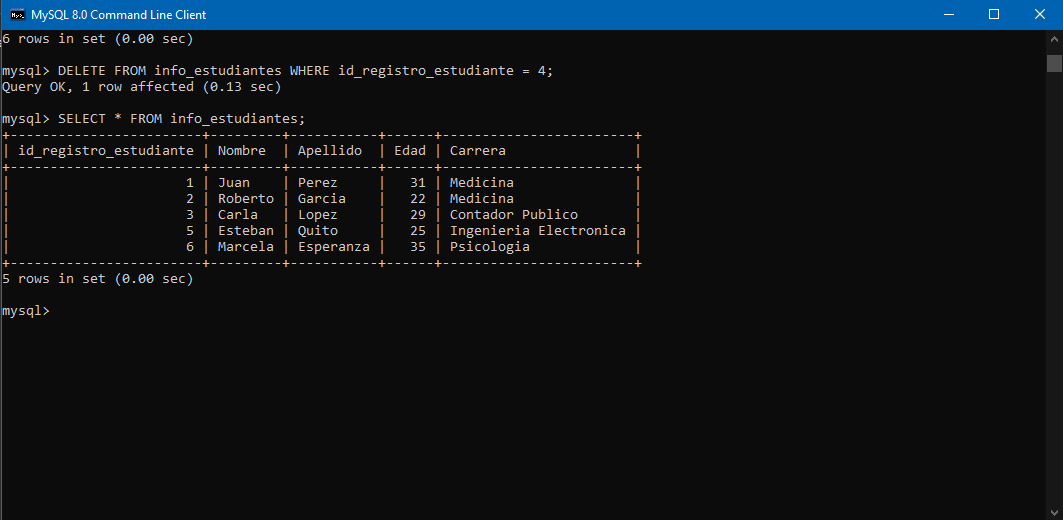 MySQL 8.0 Command Line Client
6 rows in set (0.00 sec)
mysql> DELETE FROM info_estudiantes WHERE id_registro_estudiante = 4;
Query OK, 1 row affected (0.13 sec)
mysql> SELECT * FROM info_estudiantes;
+------------------------+---------+-----------+------+------------------------+
| id_registro_estudiante | Nombre  | Apellido  | Edad | Carrera                |
+------------------------+---------+-----------+------+------------------------+
|                      1 | Juan    | Perez     |   31 | Medicina               |
|                      2 | Roberto | Garcia    |   22 | Medicina               |
|                      3 | Carla   | Lopez     |   29 | Contador Publico       |
|                      5 | Esteban | Quito     |   25 | Ingenieria Electronica |
|                      6 | Marcela | Esperanza |   35 | Psicologia             |
+------------------------+---------+-----------+------+------------------------+
5 rows in set (0.00 sec)
mysql>